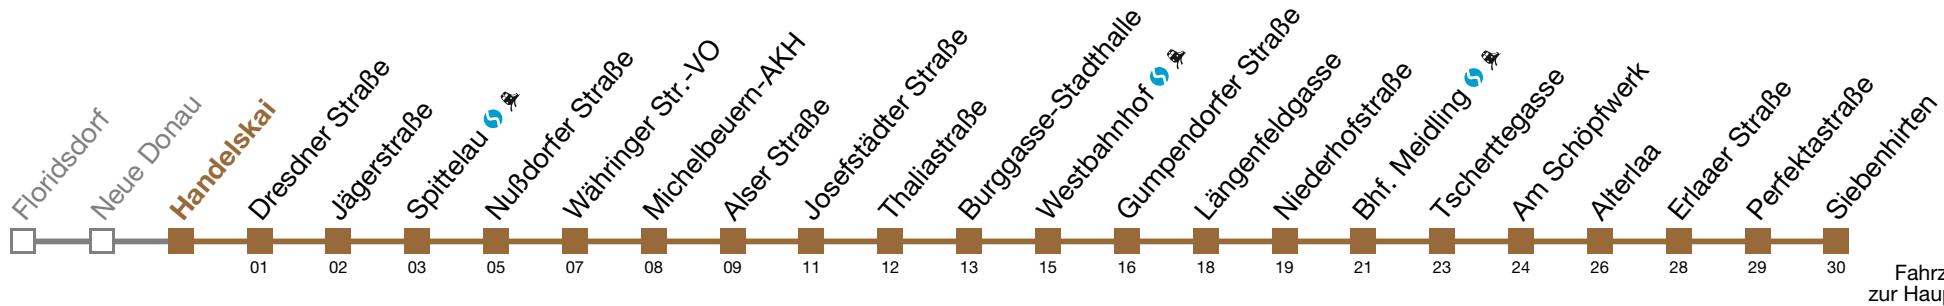 Floridsdorf
Neue Donau
Handelskai
Dresdner Straße
Jägerstraße
Spittelau
Nußdorfer Straße
Währinger Str.-VO
Michelbeuern-AKH
Alser Straße
Josefstädter Straße
Thaliastraße
Burggasse-Stadthalle
Westbahnhof
Gumpendorfer Straße
Längenfeldgasse
Niederhofstraße
Bhf. Meidling
Tscherttegasse
Am Schöpfwerk
Alterlaa
Erlaaer Straße
Perfektastraße
Siebenhirten
01 02 03 05 07 08 09 11 12 13 15 16 18 19 21 23 24 26 28 29 30
Fahrz
zur Haup